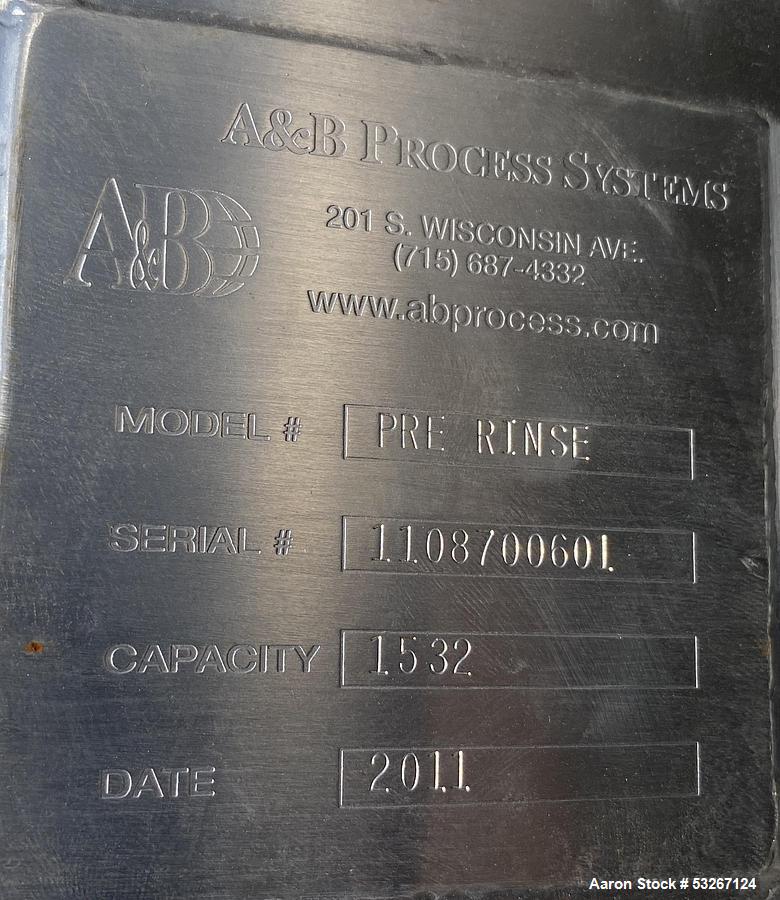 A&B PROCESS SYSTEMS
A&B
201 S. WISCONSIN AVE.
(715) 687-4332
www.abprocess.com
MODEL # PRE RINSE
SERIAL # 1108700601
CAPACITY 1532
DATE 2011
Aaron Stock # 53267124